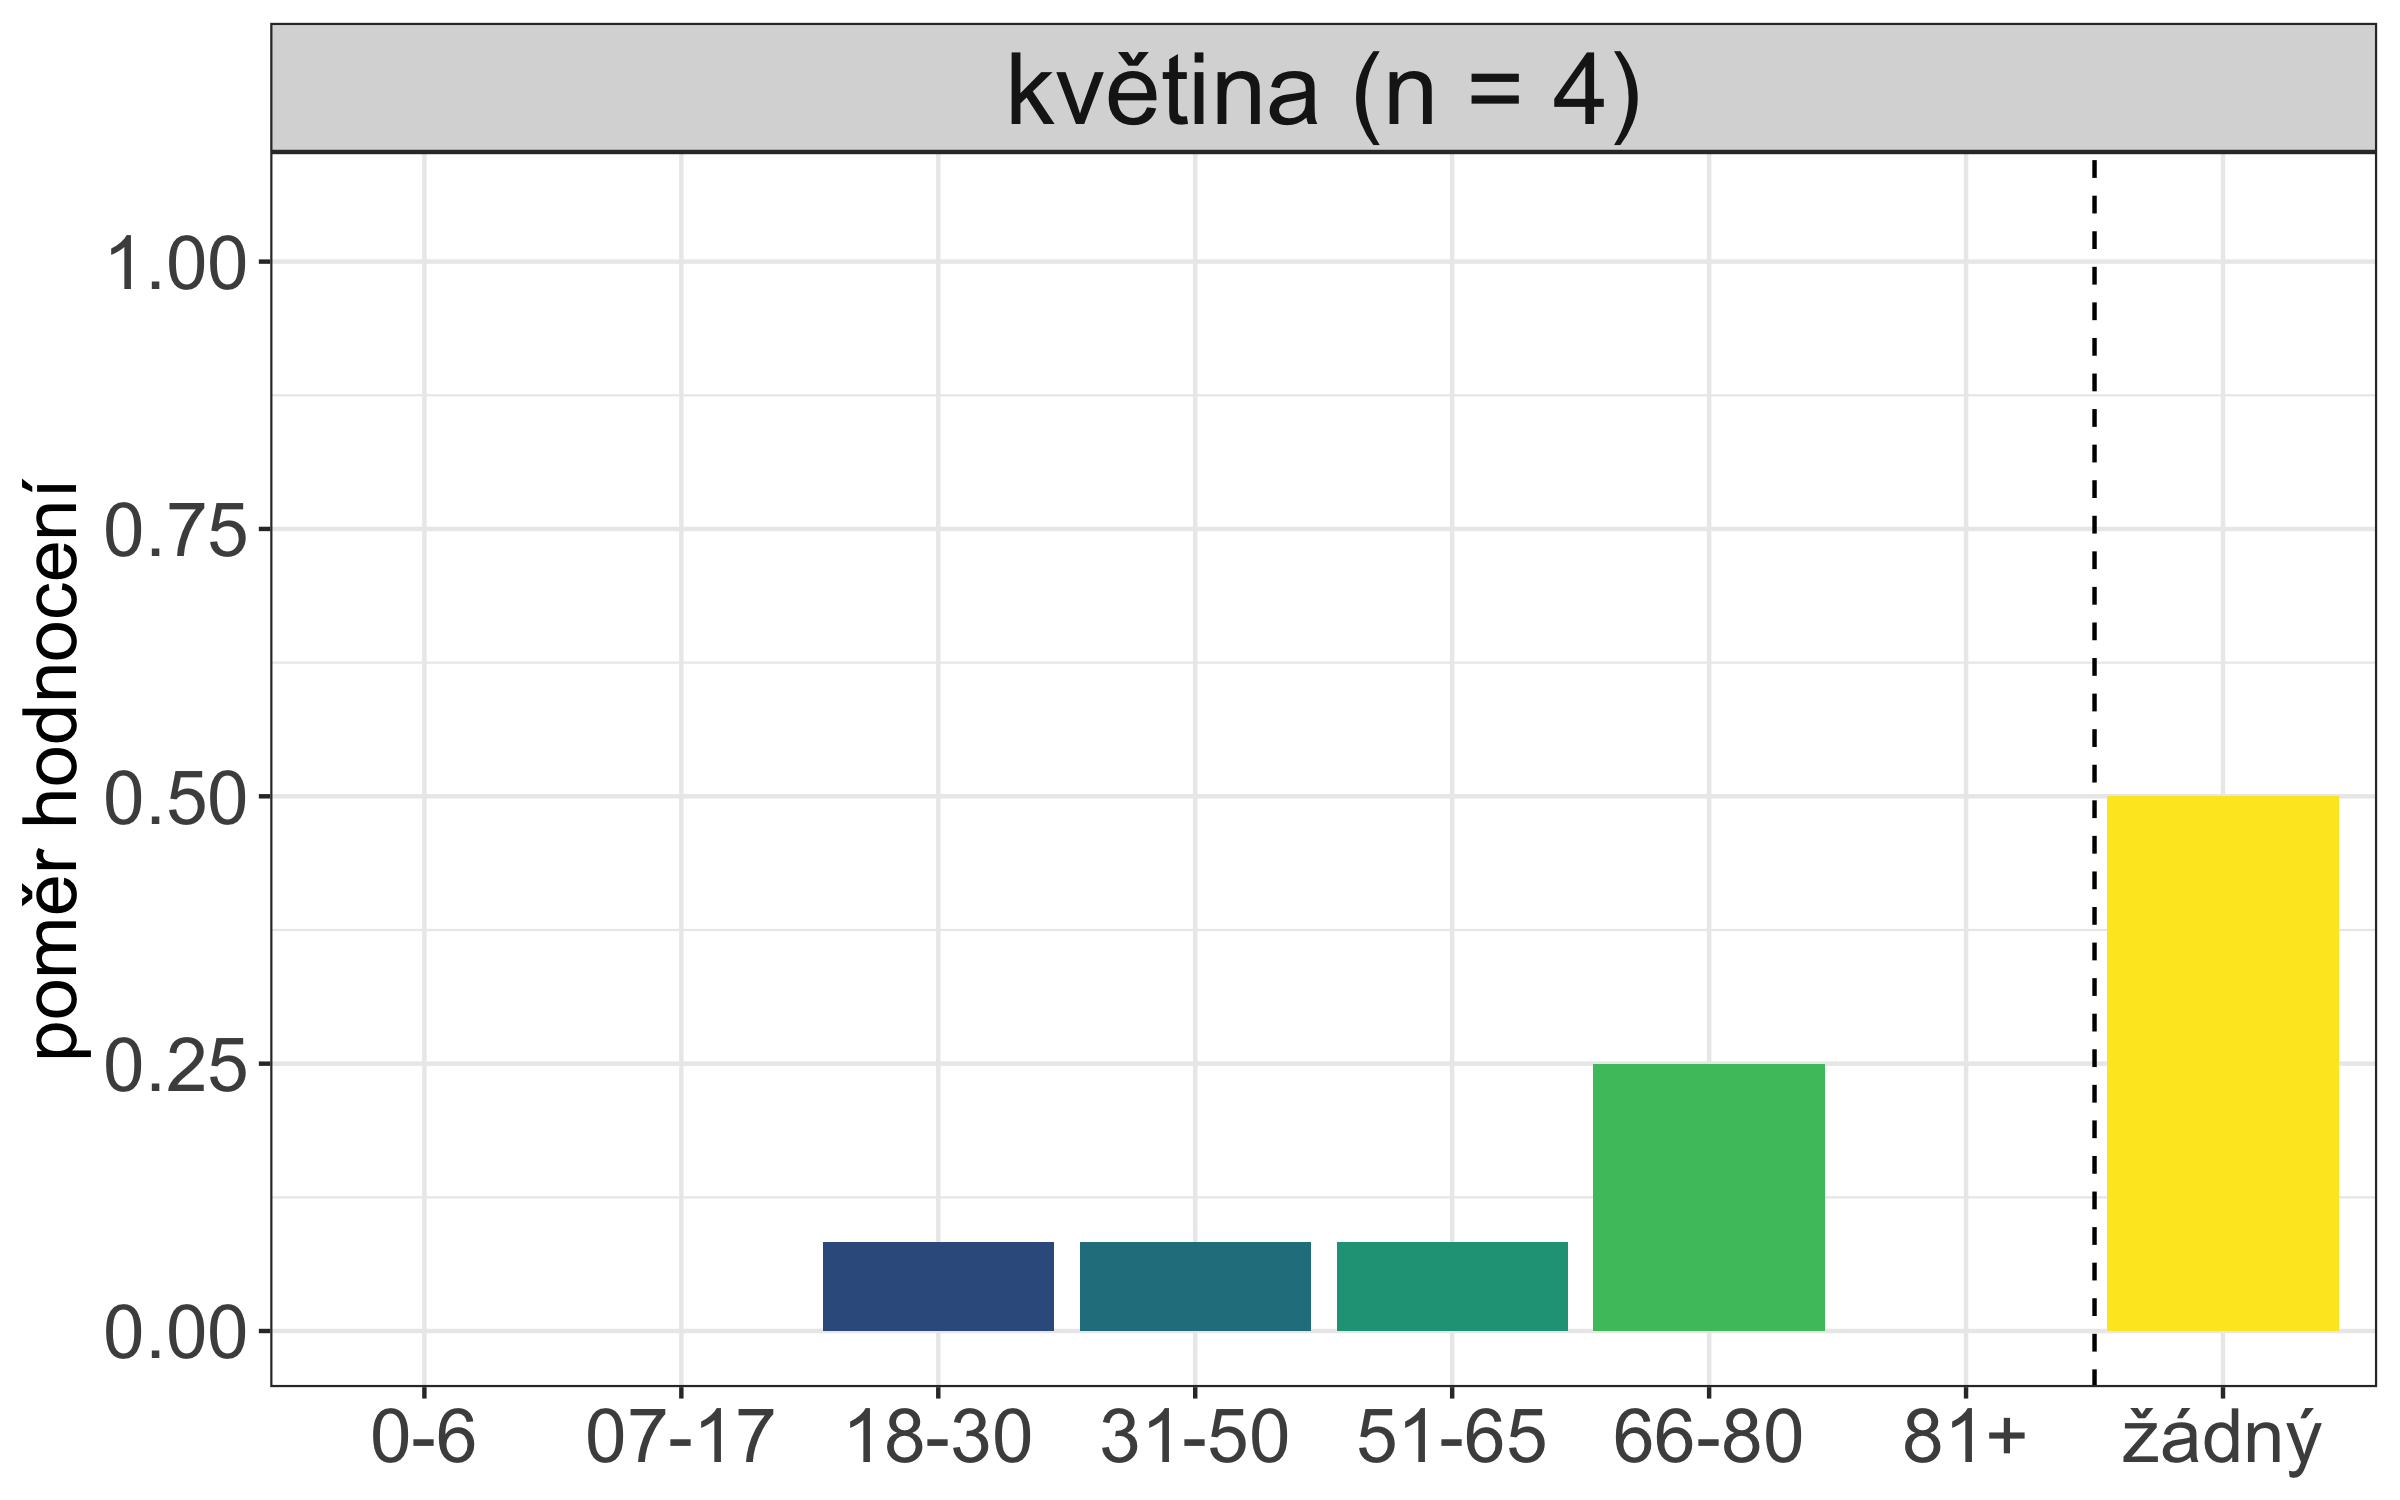 květina (n = 4)
poměr hodnocení
1.00
0.75
0.50
0.25
0.00
0-6 07-17 18-30 31-50 51-65 66-80 81+ žádný